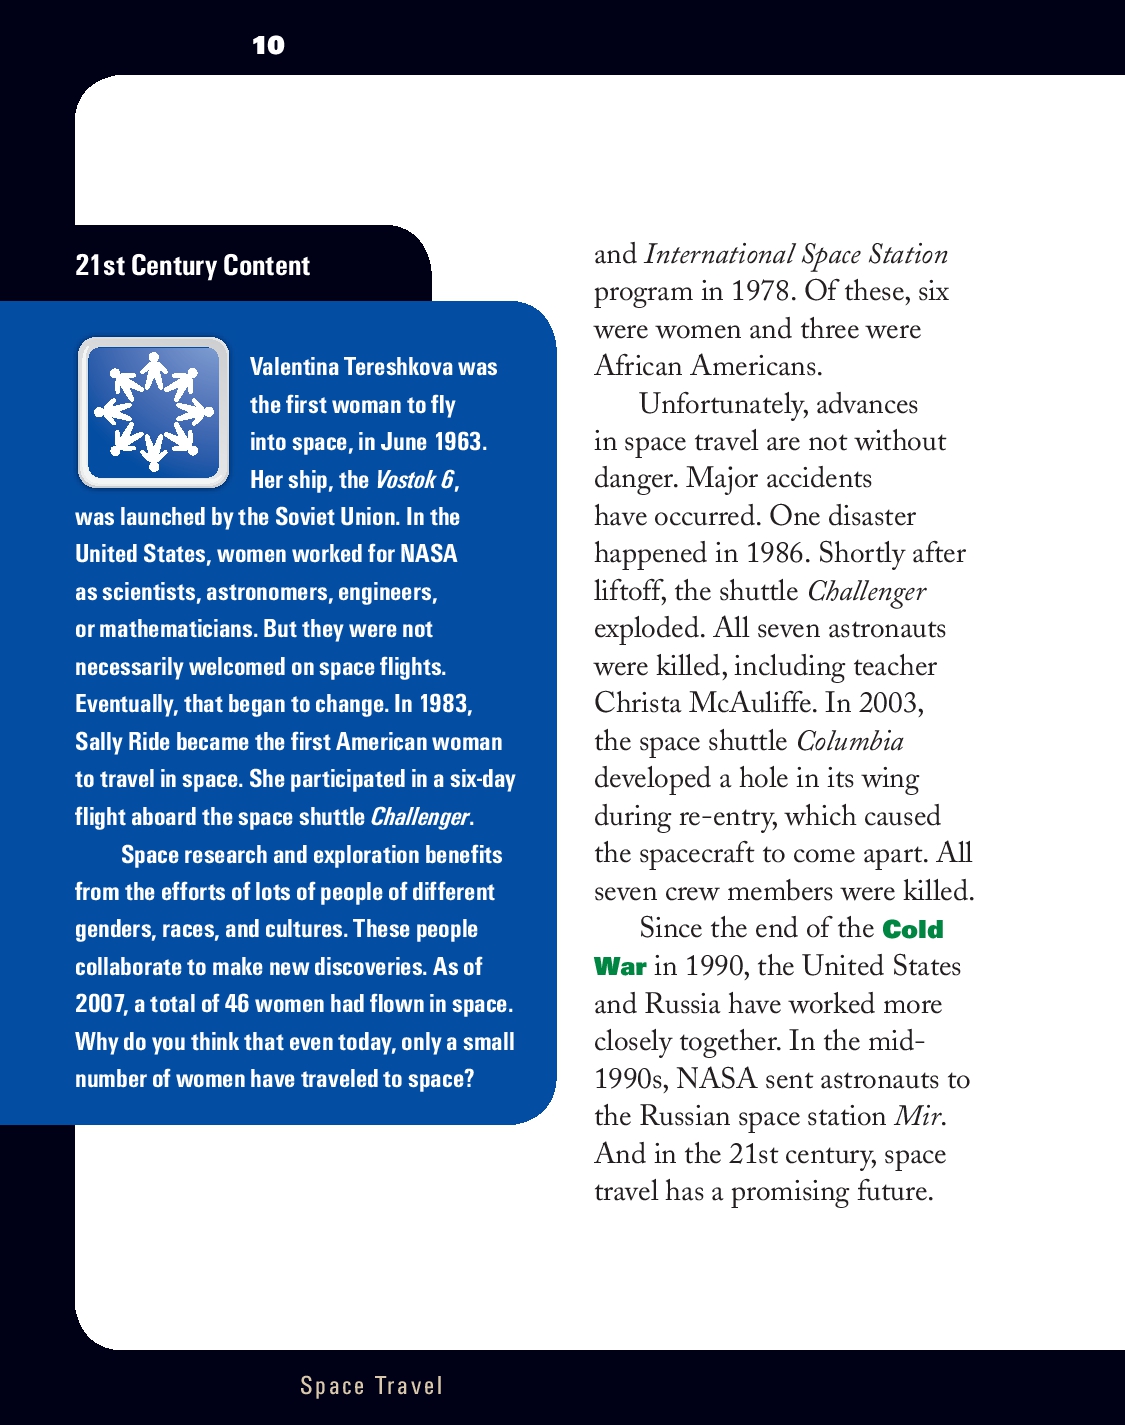 10
21st Century Content
Valentina Tereshkova was
the first woman to fly
into space, in June 1963.
Her ship, the Vostok 6,
was launched by the Soviet Union. In the
United States, women worked for NASA
as scientists, astronomers, engineers,
or mathematicians. But they were not
necessarily welcomed on space flights.
Eventually, that began to change. In 1983,
Sally Ride became the first American woman
to travel in space. She participated in a six-day
flight aboard the space shuttle Challenger.
Space research and exploration benefits
from the efforts of lots of people of different
genders, races, and cultures. These people
collaborate to make new discoveries. As of
2007, a total of 46 women had flown in space.
Why do you think that even today, only a small
number of women have traveled to space?
and International Space Station
program in 1978. Of these, six
were women and three were
African Americans.
Unfortunately, advances
in space travel are not without
danger. Major accidents
have occurred. One disaster
happened in 1986. Shortly after
liftoff, the shuttle Challenger
exploded. All seven astronauts
were killed, including teacher
Christa McAuliffe. In 2003,
the space shuttle Columbia
developed a hole in its wing
during re-entry, which caused
the spacecraft to come apart. All
seven crew members were killed.
Since the end of the Cold
War in 1990, the United States
and Russia have worked more
closely together. In the mid-
1990s, NASA sent astronauts to
the Russian space station Mir.
And in the 21st century, space
travel has a promising future.
Space Travel